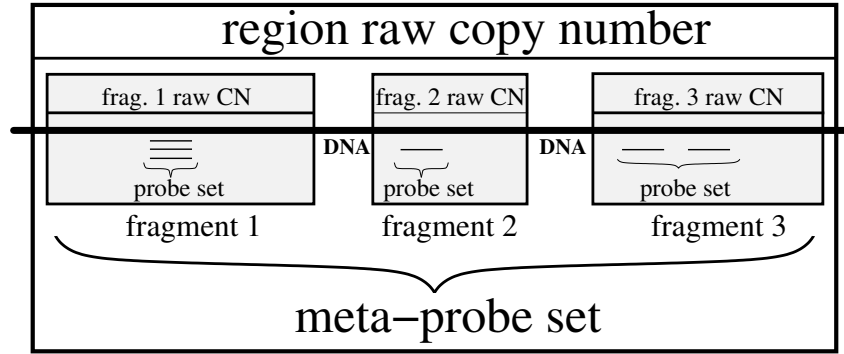 region raw copy number
frag. 1 raw CN frag. 2 raw CN frag. 3 raw CN
DNA DNA
probe set probe set probe set
fragment 1 fragment 2 fragment 3
meta−probe set